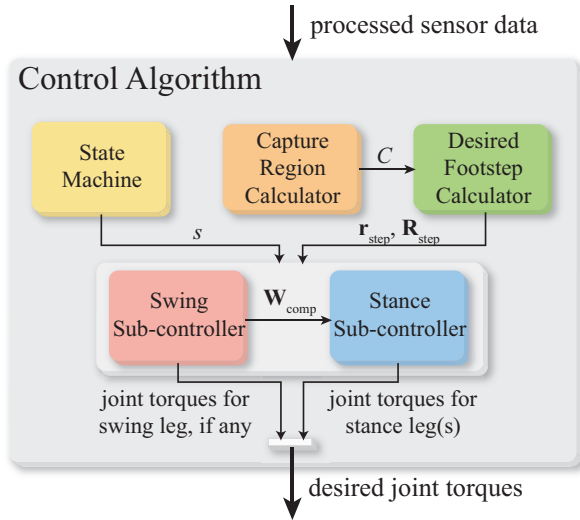 processed sensor data
Control Algorithm
State
Machine
Capture
Region
Calculator
C
Desired
Footstep
Calculator
s
r_step, R_step
Swing
Sub-controller
W_comp
Stance
Sub-controller
joint torques for
swing leg, if any
joint torques for
stance leg(s)
desired joint torques